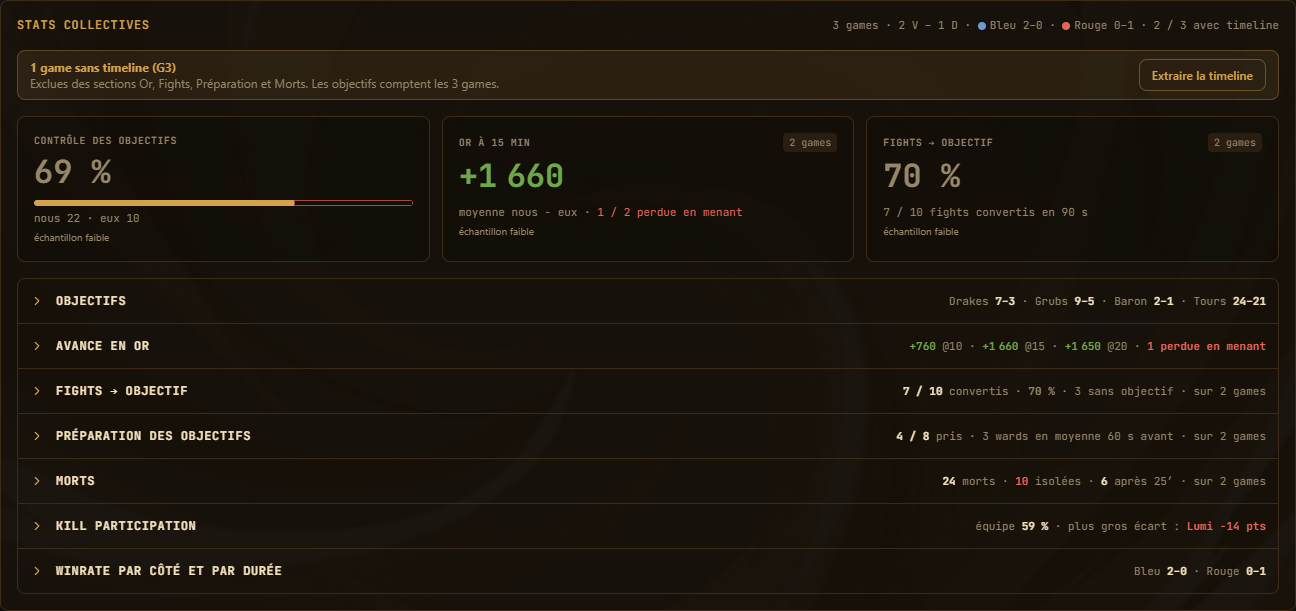 STATS COLLECTIVES
3 games · 2 V – 1 D · Bleu 2–0 · Rouge 0–1 · 2 / 3 avec timeline
1 game sans timeline (G3)
Exclues des sections Or, Fights, Préparation et Morts. Les objectifs comptent les 3 games.
Extraire la timeline
CONTRÔLE DES OBJECTIFS
69 %
nous 22 · eux 10
échantillon faible
OR À 15 MIN
2 games
+1 660
moyenne nous - eux · 1 / 2 perdue en menant
échantillon faible
FIGHTS → OBJECTIF
2 games
70 %
7 / 10 fights convertis en 90 s
échantillon faible
OBJECTIFS
Drakes 7–3 · Grubs 9–5 · Baron 2–1 · Tours 24–21
AVANCE EN OR
+760 @10 · +1 660 @15 · +1 650 @20 · 1 perdue en menant
FIGHTS → OBJECTIF
7 / 10 convertis · 70 % · 3 sans objectif · sur 2 games
PRÉPARATION DES OBJECTIFS
4 / 8 pris · 3 wards en moyenne 60 s avant · sur 2 games
MORTS
24 morts · 10 isolées · 6 après 25′ · sur 2 games
KILL PARTICIPATION
équipe 59 % · plus gros écart : Lumi -14 pts
WINRATE PAR CÔTÉ ET PAR DURÉE
Bleu 2–0 · Rouge 0–1